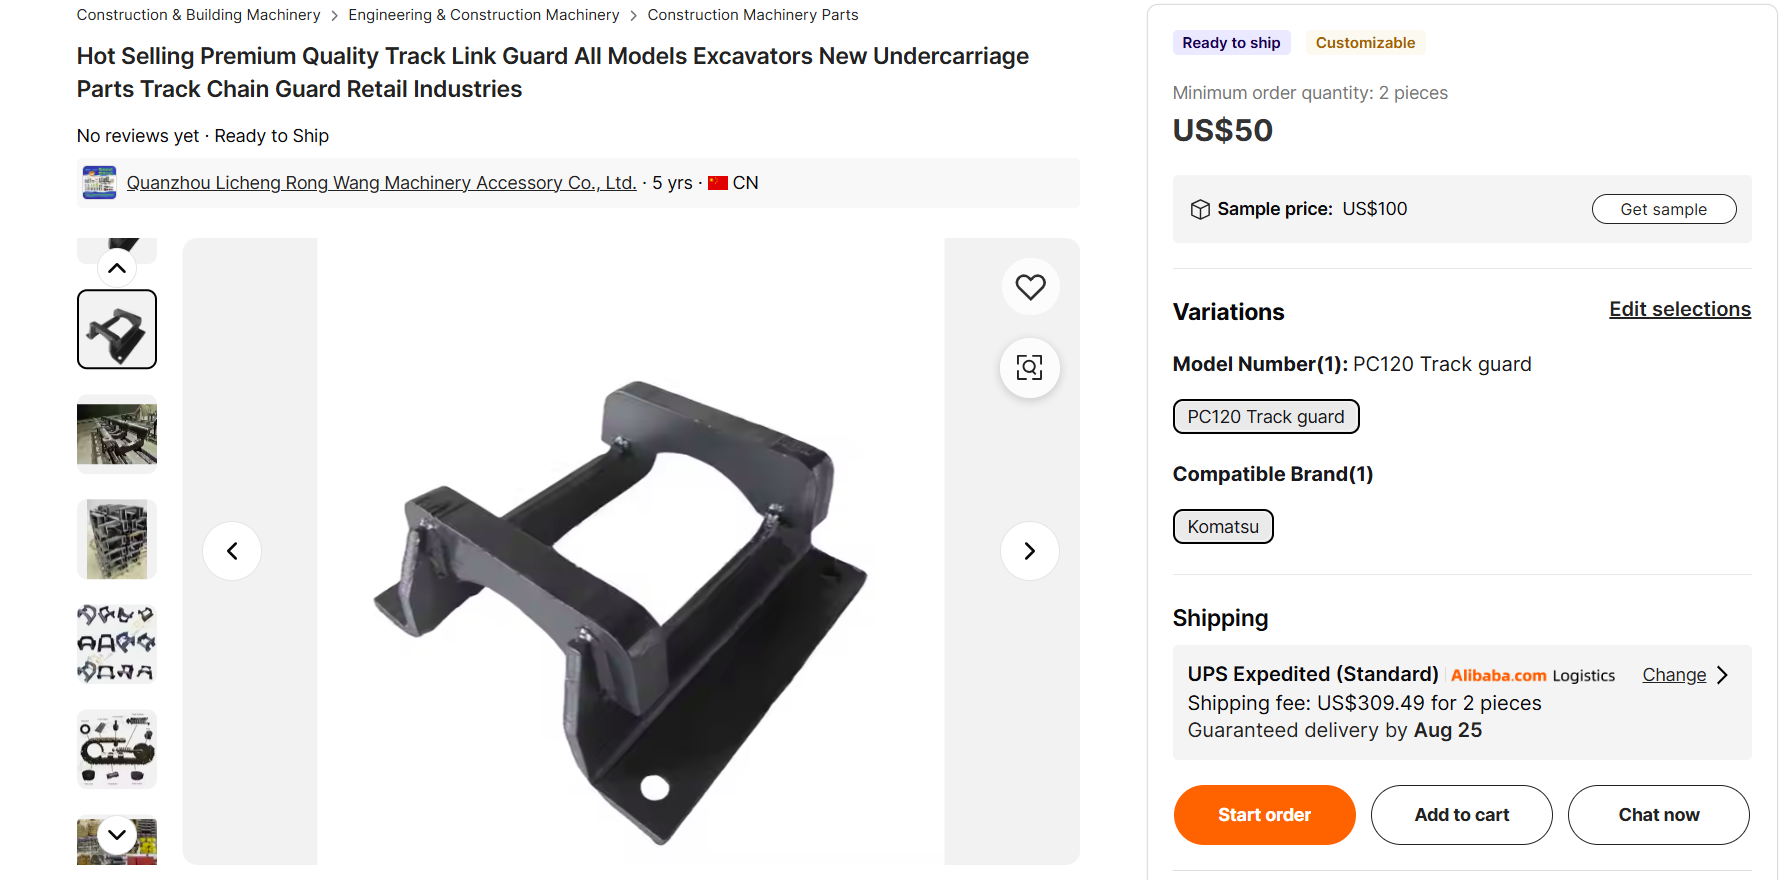 Construction & Building Machinery > Engineering & Construction Machinery > Construction Machinery Parts
Hot Selling Premium Quality Track Link Guard All Models Excavators New Undercarriage
Parts Track Chain Guard Retail Industries
No reviews yet · Ready to Ship
Quanzhou Licheng Rong Wang Machinery Accessory Co., Ltd. · 5 yrs · CN
Ready to ship
Customizable
Minimum order quantity: 2 pieces
US$50
Sample price: US$100
Get sample
Variations
Edit selections
Model Number(1): PC120 Track guard
PC120 Track guard
Compatible Brand(1)
Komatsu
Shipping
UPS Expedited (Standard) Alibaba.com Logistics
Change
Shipping fee: US$309.49 for 2 pieces
Guaranteed delivery by Aug 25
Start order
Add to cart
Chat now